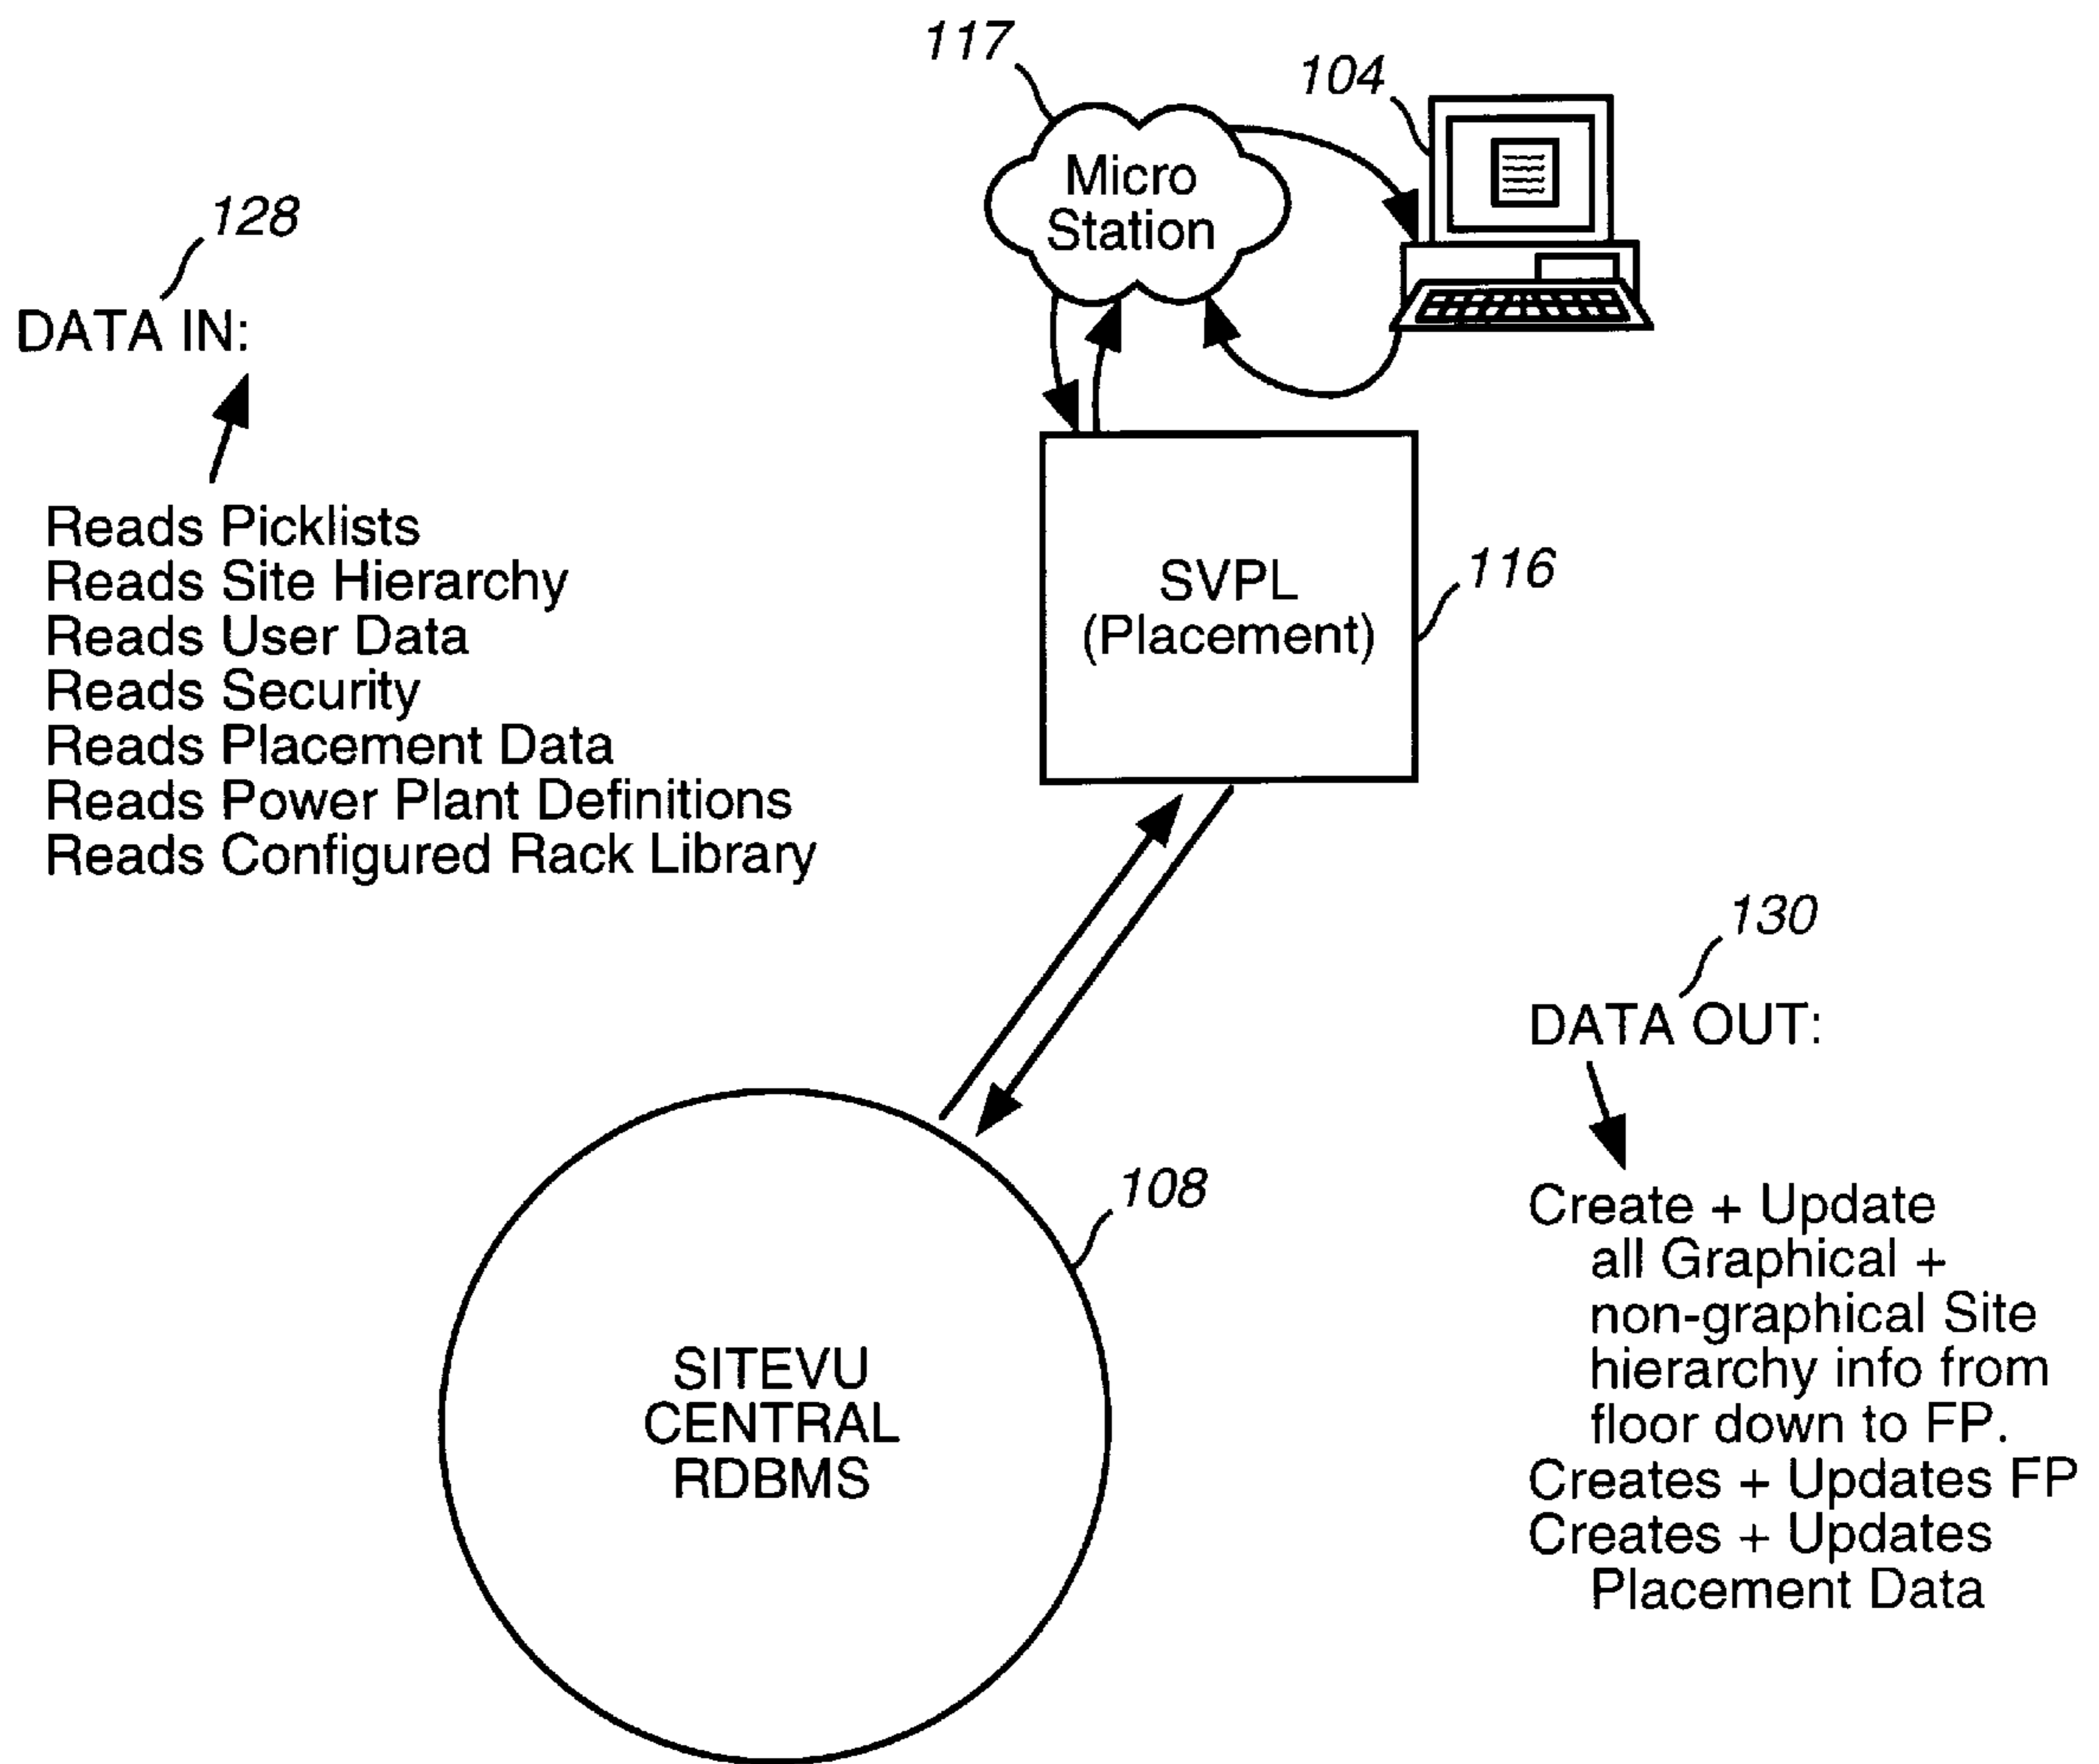 117
104
Micro
Station
128
DATA IN:
Reads Picklists
Reads Site Hierarchy
Reads User Data
Reads Security
Reads Placement Data
Reads Power Plant Definitions
Reads Configured Rack Library
SVPL
(Placement)
116
130
DATA OUT:
Create + Update
all Graphical +
non-graphical Site
hierarchy info from
floor down to FP.
Creates + Updates FP
Creates + Updates
Placement Data
108
SITEVU
CENTRAL
RDBMS